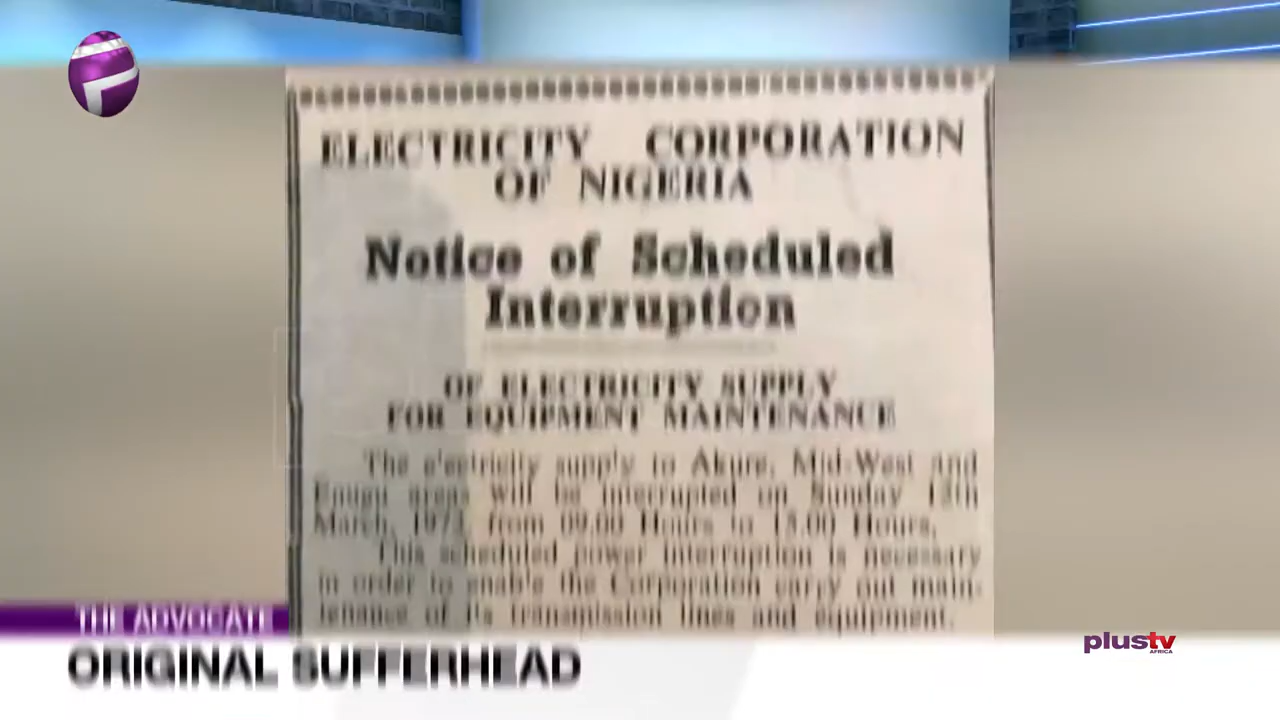 ELECTRICITY CORPORATION
OF NIGERIA
Notice of Scheduled
Interruption
OF ELECTRICITY SUPPLY
FOR EQUIPMENT MAINTENANCE
The electricity supply to Akure, Mid-West and
areas will be interrupted on Sunday 12th
March, from 09.00 Hours to 15.00 Hours.
This scheduled power interruption is necessary
in order to enable the Corporation carry out main-
tenance of its transmission lines and equipment.
THE ADVOCATE
ORIGINAL SUFFERHEAD
plustv
AFRICA